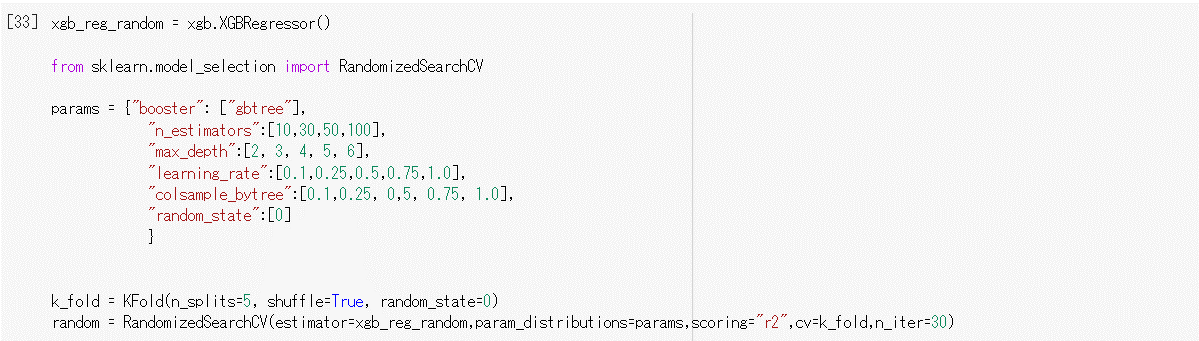 [33] xgb_reg_random = xgb.XGBRegressor()
from sklearn.model_selection import RandomizedSearchCV
params = {"booster": ["gbtree"],
"n_estimators":[10,30,50,100],
"max_depth":[2, 3, 4, 5, 6],
"learning_rate":[0.1,0.25,0.5,0.75,1.0],
"colsample_bytree":[0.1,0.25, 0,5, 0.75, 1.0],
"random_state":[0]
}
k_fold = KFold(n_splits=5, shuffle=True, random_state=0)
random = RandomizedSearchCV(estimator=xgb_reg_random,param_distributions=params,scoring="r2",cv=k_fold,n_iter=30)